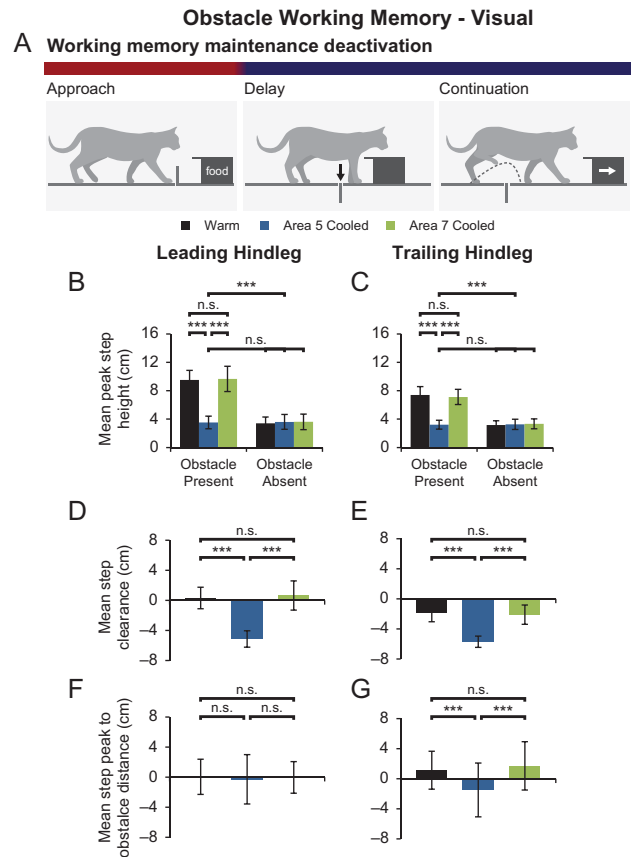 Obstacle Working Memory - Visual
A Working memory maintenance deactivation
Approach Delay Continuation
food
Warm Area 5 Cooled Area 7 Cooled
Leading Hindleg Trailing Hindleg
B
***
n.s.
*** ***
n.s.
Mean peak step
height (cm)
16
12
8
4
0
Obstacle
Present
Obstacle
Absent
C
***
n.s.
*** ***
n.s.
16
12
8
4
0
Obstacle
Present
Obstacle
Absent
D
n.s.
*** ***
Mean step
clearance (cm)
8
4
0
–4
–8
E
n.s.
*** ***
8
4
0
–4
–8
F
n.s.
n.s. n.s.
Mean step peak to
obstalce distance (cm)
8
4
0
–4
–8
G
n.s.
*** ***
8
4
0
–4
–8